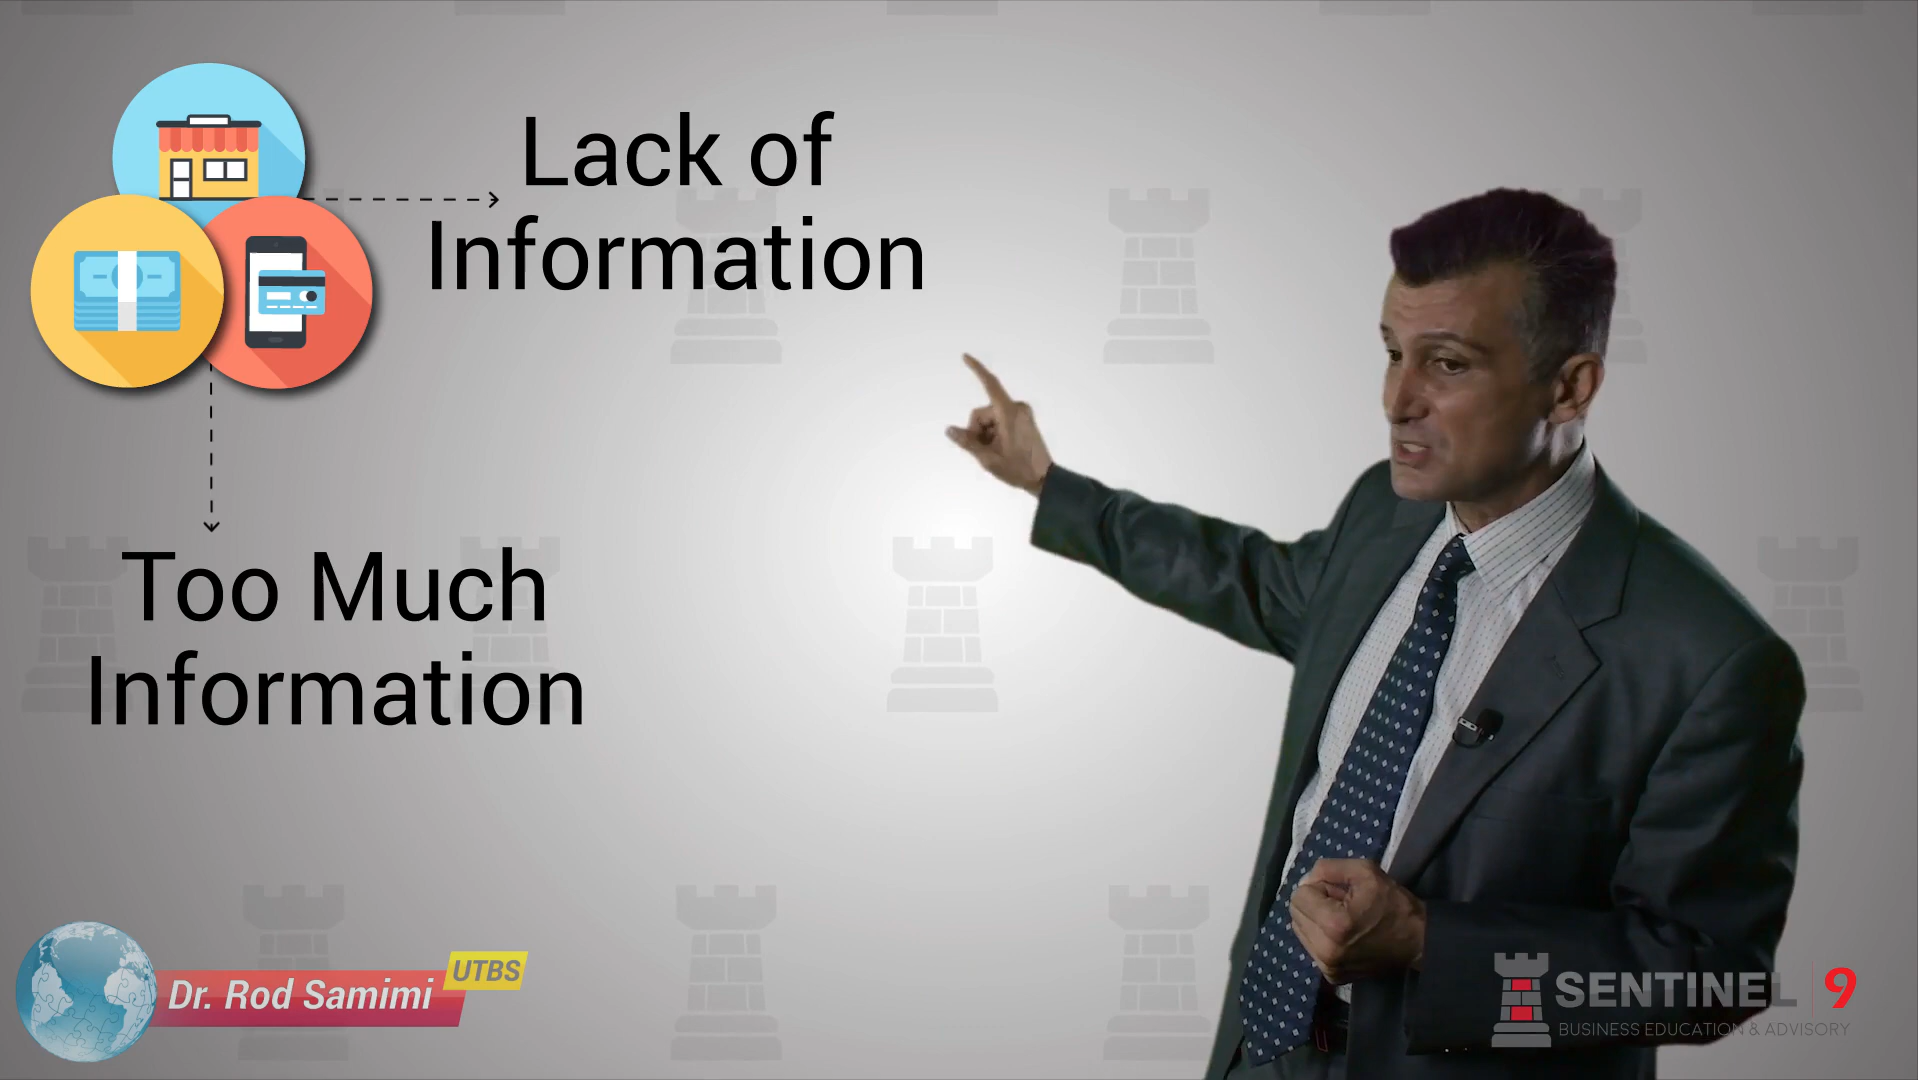 Lack of
Information
Too Much
Information
Dr. Rod Samimi
UTBS
SENTINEL 9
BUSINESS EDUCATION & ADVISORY